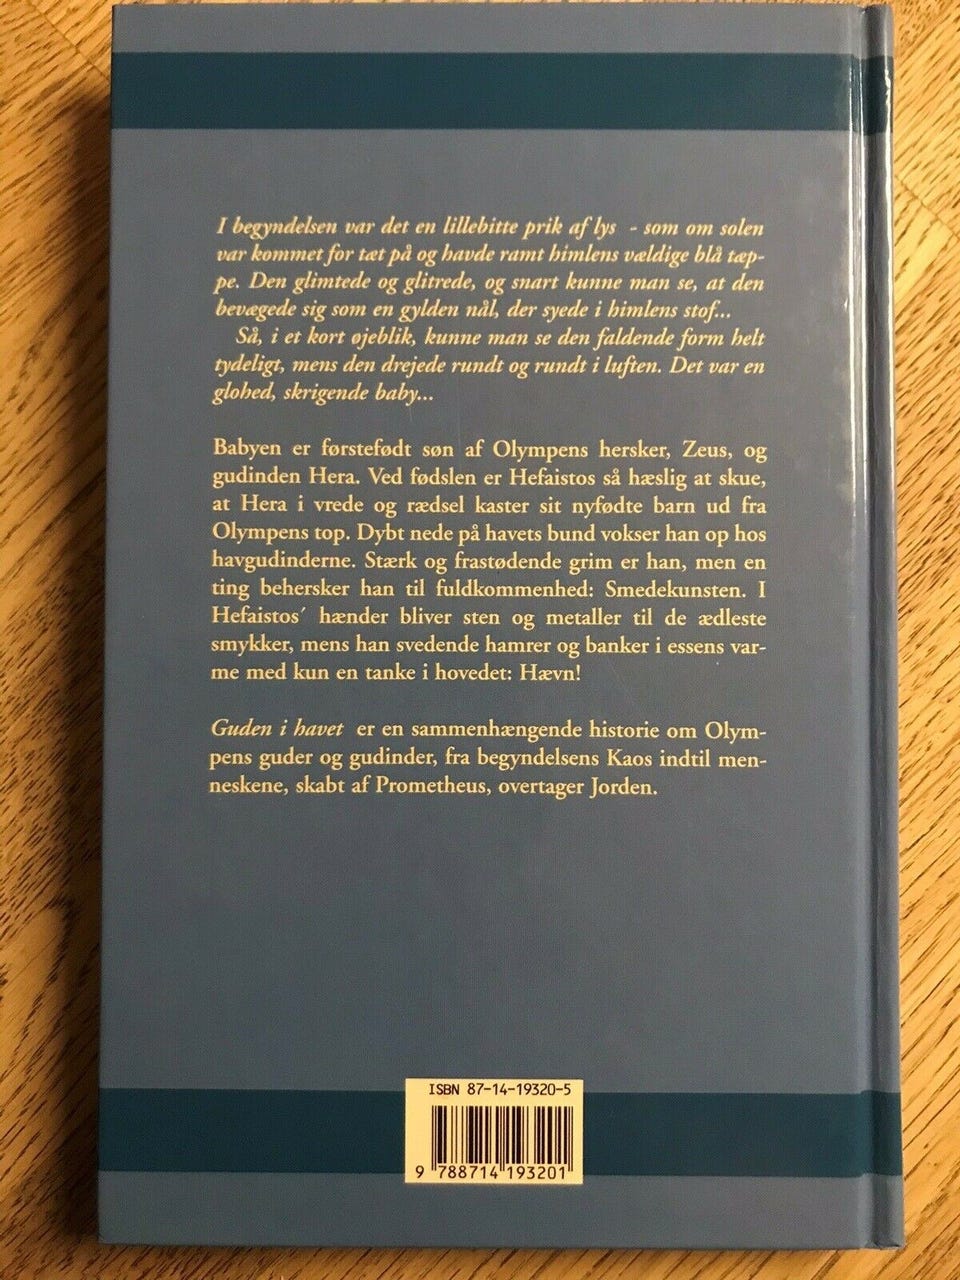 I begyndelsen var det en lillebitte prik af lys - som om solen
var kommet for tæt på og havde ramt himlens vældige blå tæp-
pe. Den glimtede og glitrede, og snart kunne man se, at den
bevægede sig som en gylden nål, der syede i himlens stof...
Så, i et kort øjeblik, kunne man se den faldende form helt
tydeligt, mens den drejede rundt og rundt i luften. Det var en
glohed, skrigende baby...
Babyen er førstefødt søn af Olympens hersker, Zeus, og
gudinden Hera. Ved fødslen er Hefaistos så hæslig at skue,
at Hera i vrede og rædsel kaster sit nyfødte barn ud fra
Olympens top. Dybt nede på havets bund vokser han op hos
havgudinderne. Stærk og frastødende grim er han, men en
ting behersker han til fuldkommenhed: Smedekunsten. I
Hefaistos´ hænder bliver sten og metaller til de ædleste
smykker, mens han svedende hamrer og banker i essens var-
me med kun en tanke i hovedet: Hævn!
Guden i havet er en sammenhængende historie om Olym-
pens guder og gudinder, fra begyndelsens Kaos indtil men-
neskene, skabt af Prometheus, overtager Jorden.
ISBN 87-14-19320-5
9 788714 193201